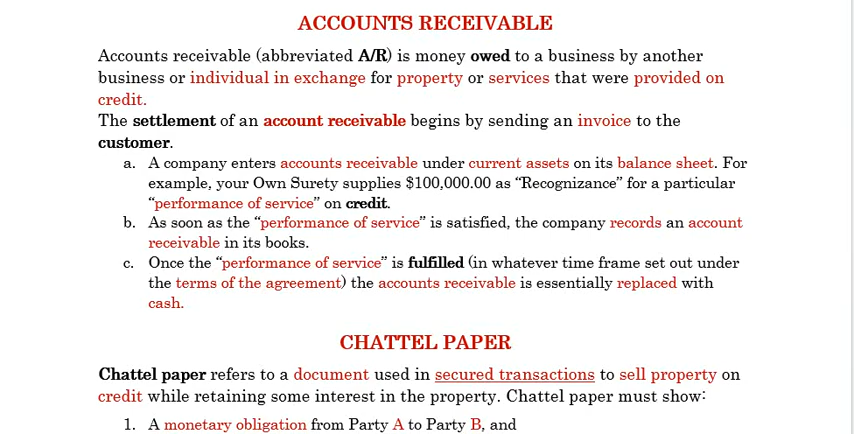 ACCOUNTS RECEIVABLE
Accounts receivable (abbreviated A/R) is money owed to a business by another
business or individual in exchange for property or services that were provided on
credit.
The settlement of an account receivable begins by sending an invoice to the
customer.
a. A company enters accounts receivable under current assets on its balance sheet. For
example, your Own Surety supplies $100,000.00 as “Recognizance” for a particular
“performance of service” on credit.
b. As soon as the “performance of service” is satisfied, the company records an account
receivable in its books.
c. Once the “performance of service” is fulfilled (in whatever time frame set out under
the terms of the agreement) the accounts receivable is essentially replaced with
cash.
CHATTEL PAPER
Chattel paper refers to a document used in secured transactions to sell property on
credit while retaining some interest in the property. Chattel paper must show:
1. A monetary obligation from Party A to Party B, and